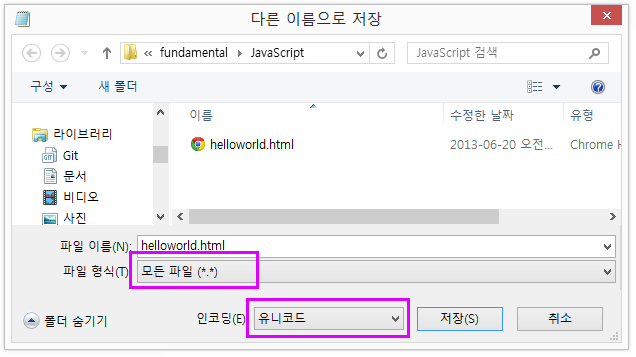 다른 이름으로 저장
fundamental JavaScript JavaScript 검색
구성 새 폴더
이름 수정한 날짜 유형
helloworld.html 2013-06-20 오전... Chrome H
라이브러리
Git
문서
비디오
사진
파일 이름(N): helloworld.html
파일 형식(T) 모든 파일 (*.*)
폴더 숨기기 인코딩(E) 유니코드 저장(S) 취소